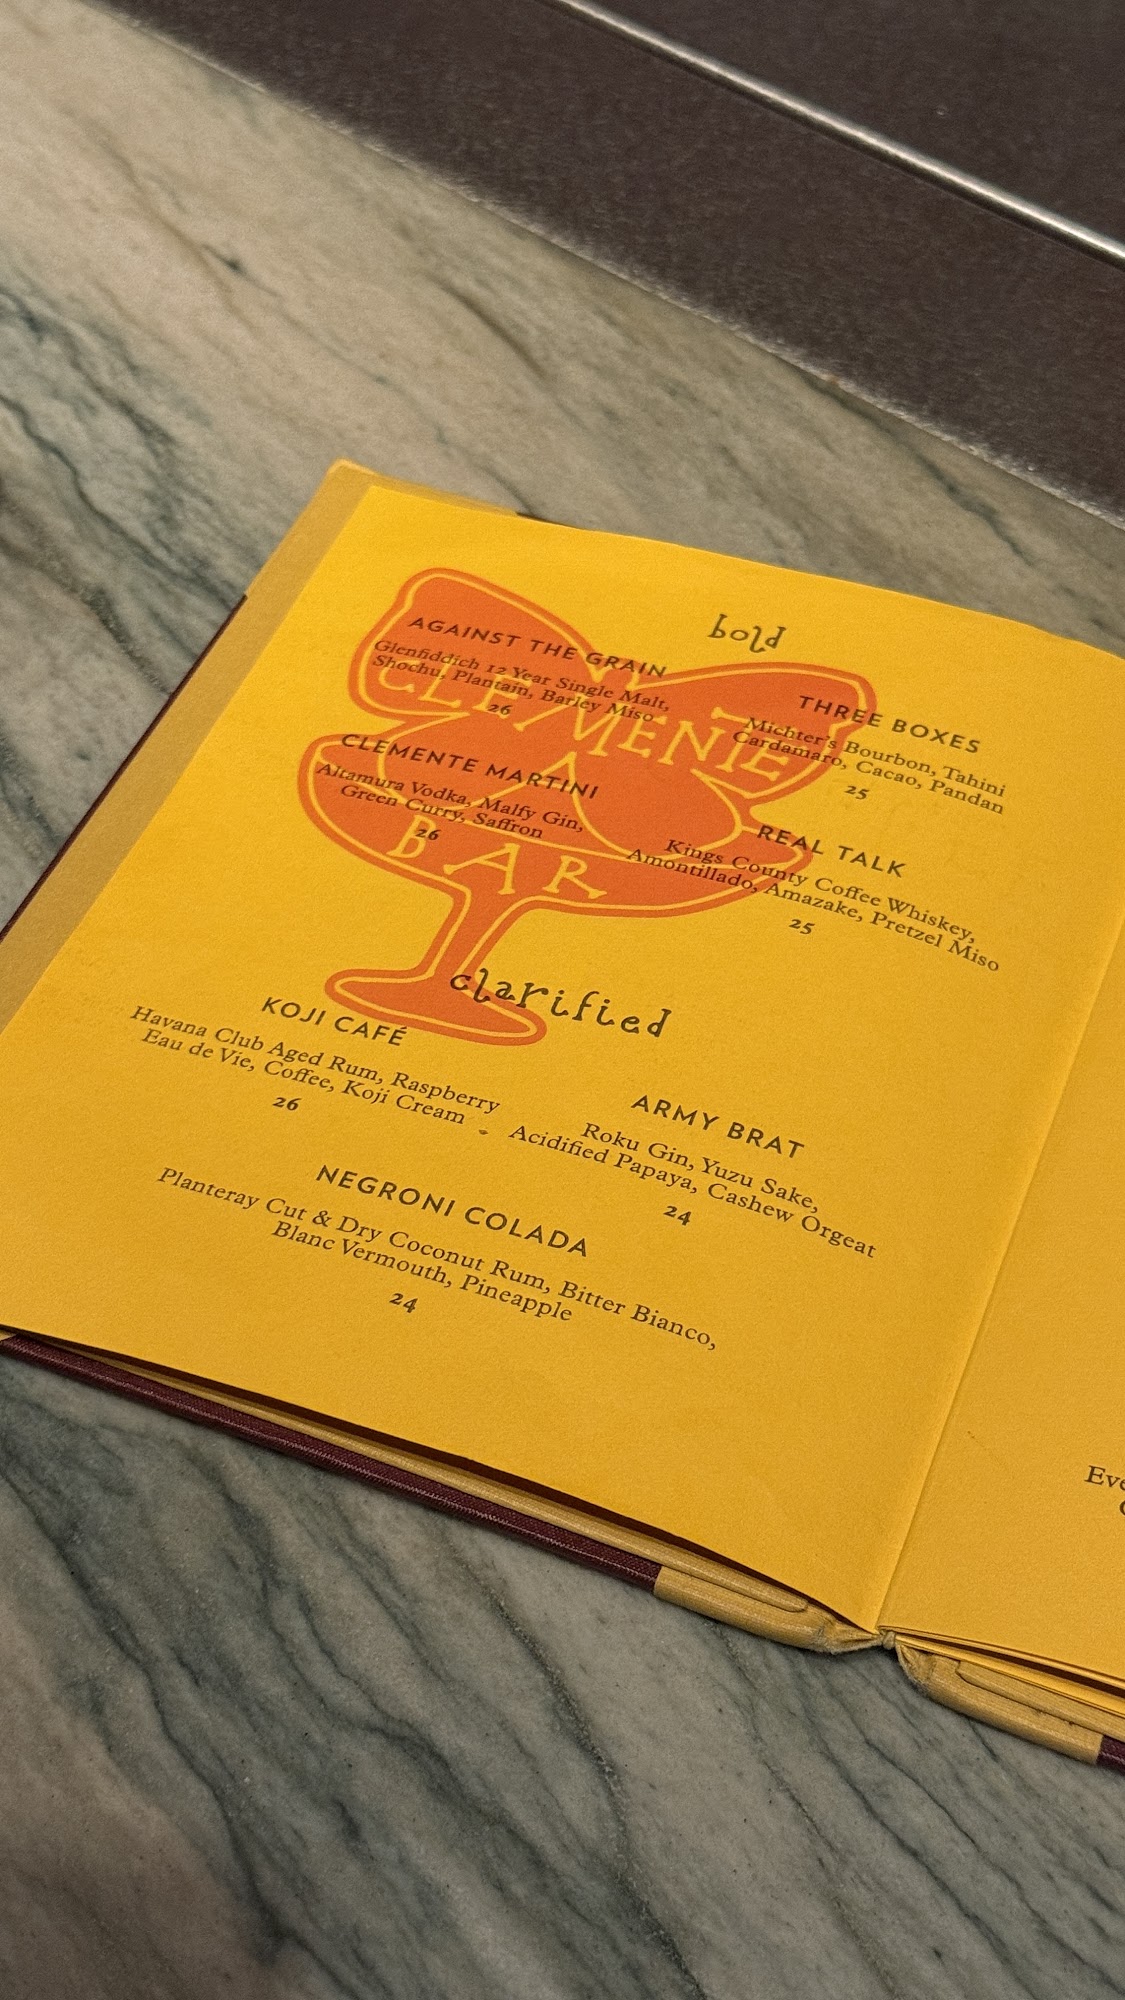 bold
AGAINST THE GRAIN
Glenfiddich 12 Year Single Malt,
Shochu, Plantain, Barley Miso
26
THREE BOXES
Michter's Bourbon, Tahini
Cardamaro, Cacao, Pandan
25
CLEMENTE MARTINI
Altamura Vodka, Malfy Gin,
Green Curry, Saffron
26
REAL TALK
Kings County Coffee Whiskey,
Amontillado, Amazake, Pretzel Miso
25
CLEMENTE
BAR
clarified
KOJI CAFÉ
Havana Club Aged Rum, Raspberry
Eau de Vie, Coffee, Koji Cream
26
ARMY BRAT
Roku Gin, Yuzu Sake,
Acidified Papaya, Cashew Orgeat
24
NEGRONI COLADA
Planteray Cut & Dry Coconut Rum, Bitter Bianco,
Blanc Vermouth, Pineapple
24